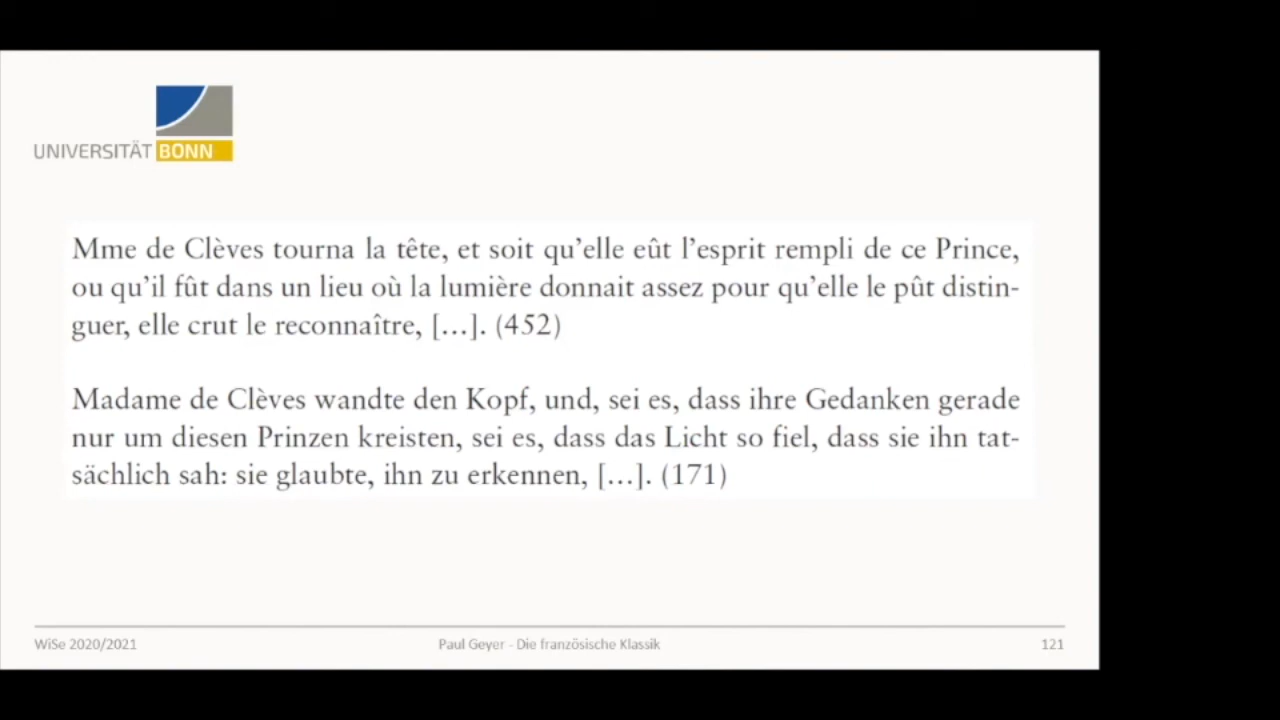 UNIVERSITÄT BONN
Mme de Clèves tourna la tête, et soit qu’elle eût l’esprit rempli de ce Prince,
ou qu’il fût dans un lieu où la lumière donnait assez pour qu’elle le pût distin-
guer, elle crut le reconnaître, […]. (452)
Madame de Clèves wandte den Kopf, und, sei es, dass ihre Gedanken gerade
nur um diesen Prinzen kreisten, sei es, dass das Licht so fiel, dass sie ihn tat-
sächlich sah: sie glaubte, ihn zu erkennen, […]. (171)
WiSe 2020/2021 Paul Geyer - Die französische Klassik 121